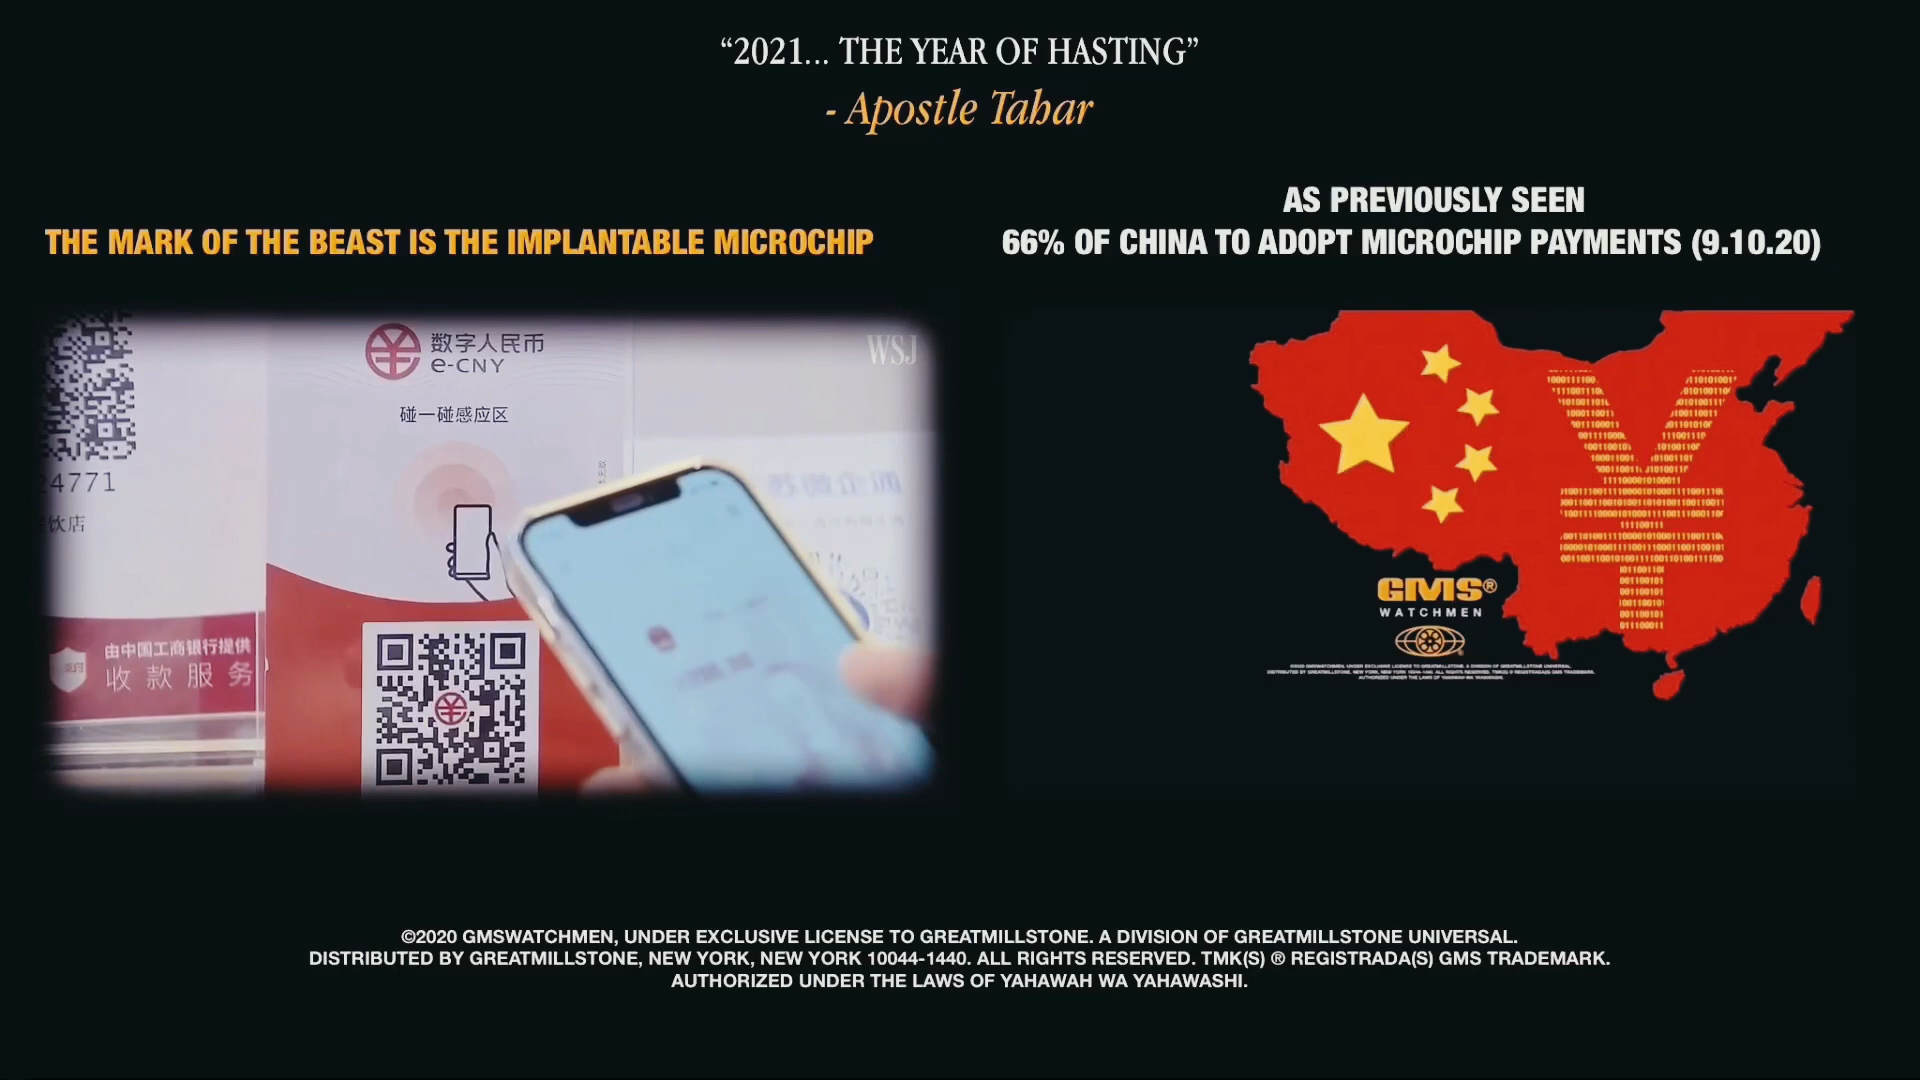 “2021... THE YEAR OF HASTING”
- Apostle Tahar
THE MARK OF THE BEAST IS THE IMPLANTABLE MICROCHIP
AS PREVIOUSLY SEEN
66% OF CHINA TO ADOPT MICROCHIP PAYMENTS (9.10.20)
数字人民币
e-CNY
WSJ
碰一碰感应区
24771
饮店
由中国工商银行提供
收款服务
GMS®
WATCHMEN
©2020 GMSWATCHMEN, UNDER EXCLUSIVE LICENSE TO GREATMILLSTONE. A DIVISION OF GREATMILLSTONE UNIVERSAL.
DISTRIBUTED BY GREATMILLSTONE, NEW YORK, NEW YORK 10044-1440. ALL RIGHTS RESERVED. TMK(S) ® REGISTRADA(S) GMS TRADEMARK.
AUTHORIZED UNDER THE LAWS OF YAHAWAH WA YAHAWASHI.